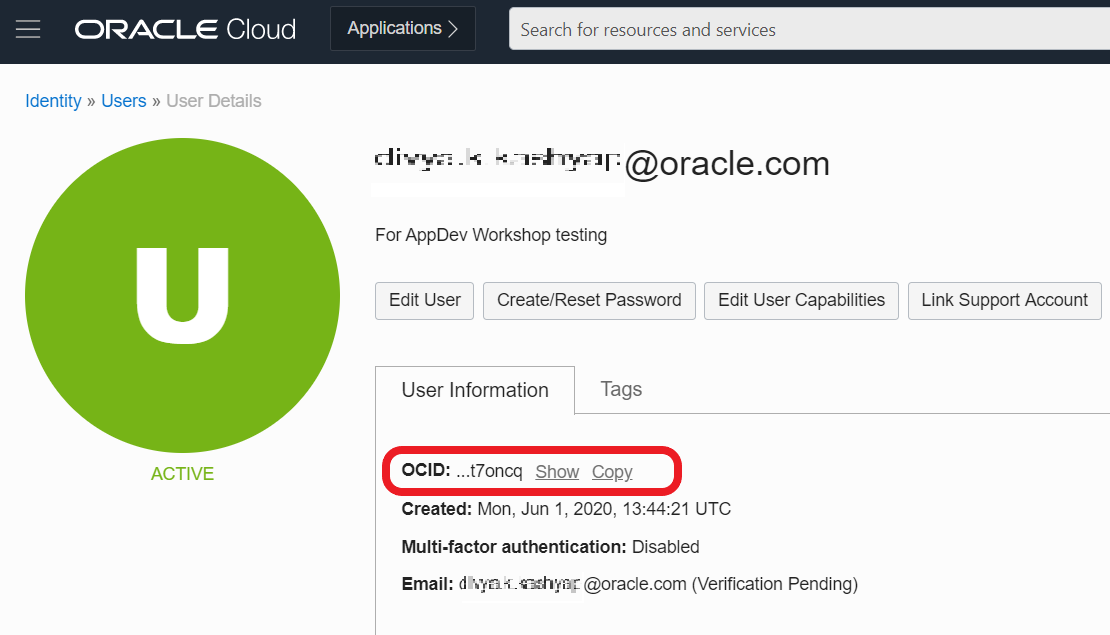 ORACLE Cloud
Applications
Search for resources and services
Identity » Users » User Details
@oracle.com
For AppDev Workshop testing
U
Edit User
Create/Reset Password
Edit User Capabilities
Link Support Account
User Information
Tags
ACTIVE
OCID: ...t7oncq Show Copy
Created: Mon, Jun 1, 2020, 13:44:21 UTC
Multi-factor authentication: Disabled
Email: @oracle.com (Verification Pending)